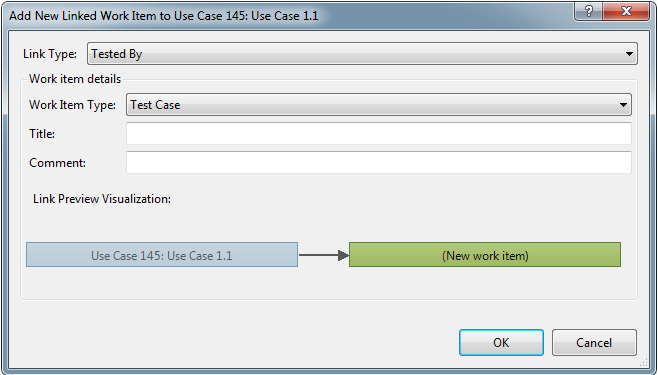 Add New Linked Work Item to Use Case 145: Use Case 1.1
Link Type: Tested By
Work item details
Work Item Type: Test Case
Title:
Comment:
Link Preview Visualization:
Use Case 145: Use Case 1.1 (New work item)
OK Cancel